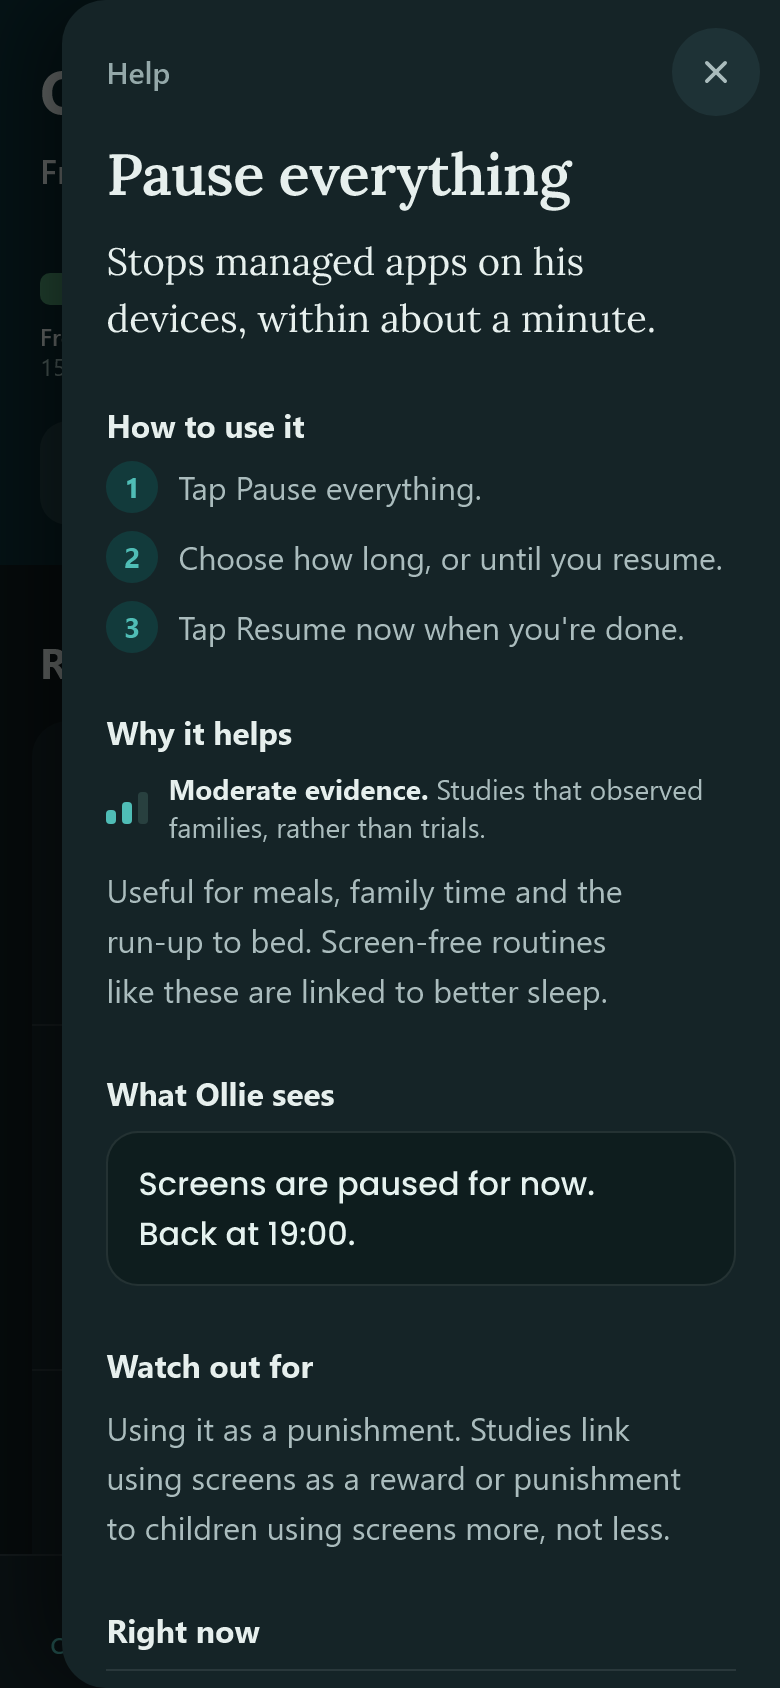 Help
Pause everything
Stops managed apps on his
devices, within about a minute.
How to use it
1 Tap Pause everything.
2 Choose how long, or until you resume.
3 Tap Resume now when you're done.
Why it helps
Moderate evidence. Studies that observed
families, rather than trials.
Useful for meals, family time and the
run-up to bed. Screen-free routines
like these are linked to better sleep.
What Ollie sees
Screens are paused for now.
Back at 19:00.
Watch out for
Using it as a punishment. Studies link
using screens as a reward or punishment
to children using screens more, not less.
Right now